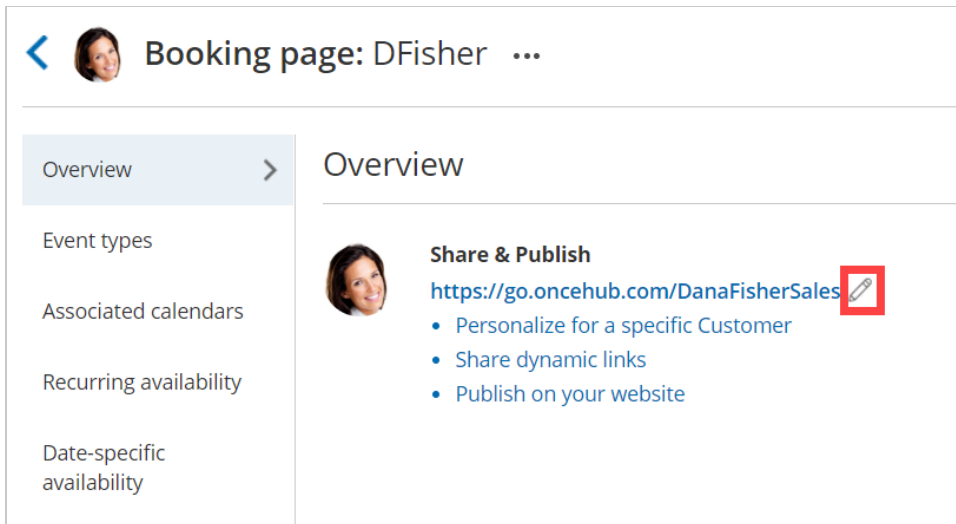 Booking page: DFisher ...
Overview
Event types
Associated calendars
Recurring availability
Date-specific
availability
Overview
Share & Publish
https://go.oncehub.com/DanaFisherSales
• Personalize for a specific Customer
• Share dynamic links
• Publish on your website